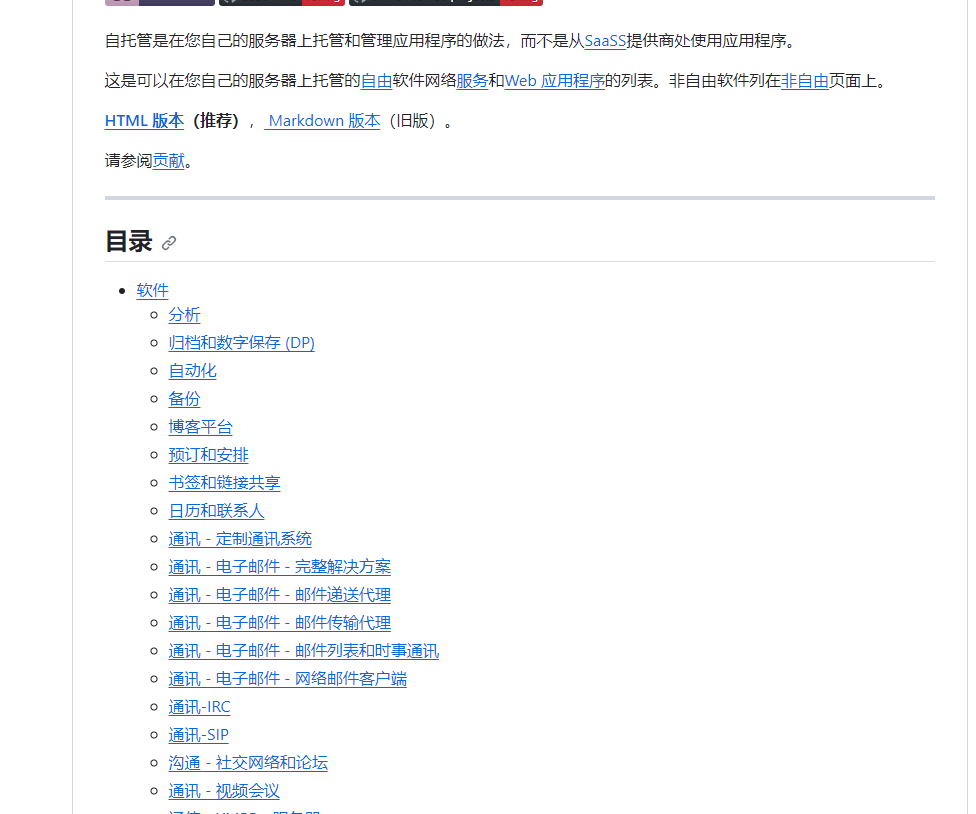 自托管是在您自己的服务器上托管和管理应用程序的做法，而不是从SaaS提供商处使用应用程序。
这是可以在您自己的服务器上托管的自由软件网络服务和Web 应用程序的列表。非自由软件列在非自由页面上。
HTML 版本（推荐）， Markdown 版本（旧版）。
请参阅贡献。
目录
软件
分析
归档和数字保存 (DP)
自动化
备份
博客平台
预订和安排
书签和链接共享
日历和联系人
通讯 - 定制通讯系统
通讯 - 电子邮件 - 完整解决方案
通讯 - 电子邮件 - 邮件递送代理
通讯 - 电子邮件 - 邮件传输代理
通讯 - 电子邮件 - 邮件列表和时事通讯
通讯 - 电子邮件 - 网络邮件客户端
通讯-IRC
通讯-SIP
沟通 - 社交网络和论坛
通讯 - 视频会议